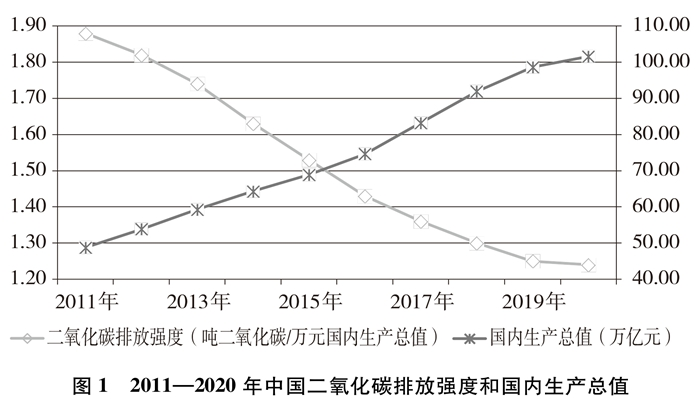 1.90 110.00
1.80 100.00
1.70 90.00
1.60 80.00
1.50 70.00
1.40 60.00
1.30 50.00
1.20 40.00
2011年 2013年 2015年 2017年 2019年
二氧化碳排放强度（吨二氧化碳/万元国内生产总值） 国内生产总值（万亿元）
图 1 2011—2020 年中国二氧化碳排放强度和国内生产总值